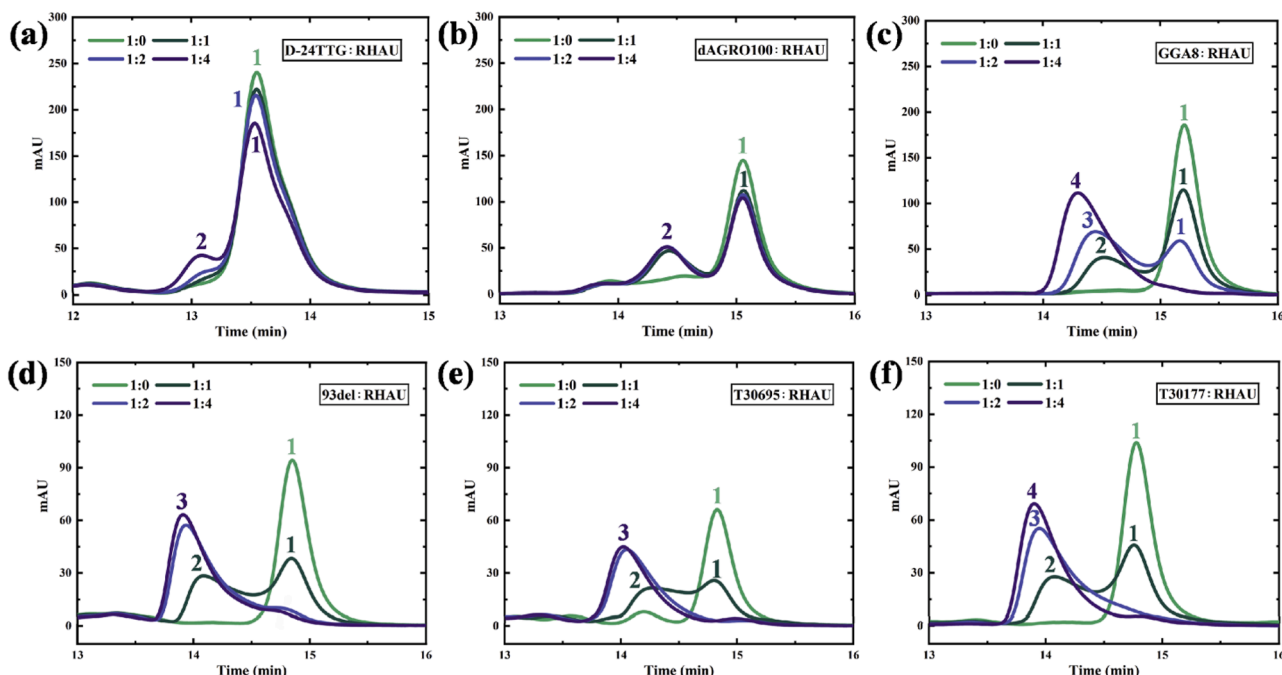 (a)
1:0 1:1
1:2 1:4
D-24TTG: RHAU
1
1
1
2
mAU
300
250
200
150
100
50
0
12 13 14 15
Time (min)
(b)
1:0 1:1
1:2 1:4
dAGRO100: RHAU
1
1
2
mAU
300
250
200
150
100
50
0
13 14 15 16
Time (min)
(c)
1:0 1:1
1:2 1:4
GGA8: RHAU
1
4
1
3
1
2
mAU
300
250
200
150
100
50
0
13 14 15 16
Time (min)
(d)
1:0 1:1
1:2 1:4
93del: RHAU
1
3
1
2
mAU
150
120
90
60
30
0
13 14 15 16
Time (min)
(e)
1:0 1:1
1:2 1:4
T30695: RHAU
1
3
2
1
mAU
150
120
90
60
30
0
13 14 15 16
Time (min)
(f)
1:0 1:1
1:2 1:4
T30177: RHAU
1
4
3
1
2
mAU
150
120
90
60
30
0
13 14 15 16
Time (min)